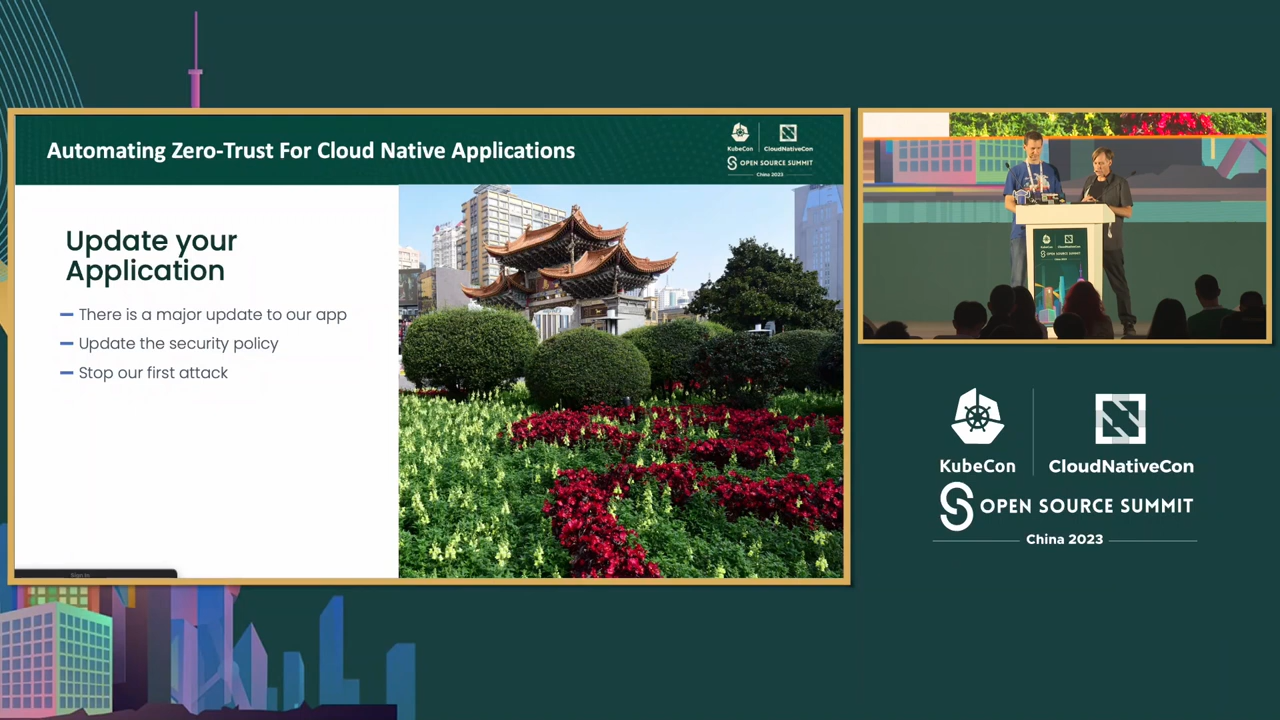 Automating Zero-Trust For Cloud Native Applications
KubeCon
CloudNativeCon
OPEN SOURCE SUMMIT
China 2023
Update your
Application
There is a major update to our app
Update the security policy
Stop our first attack
Sign In
KubeCon
CloudNativeCon
OPEN SOURCE SUMMIT
China 2023